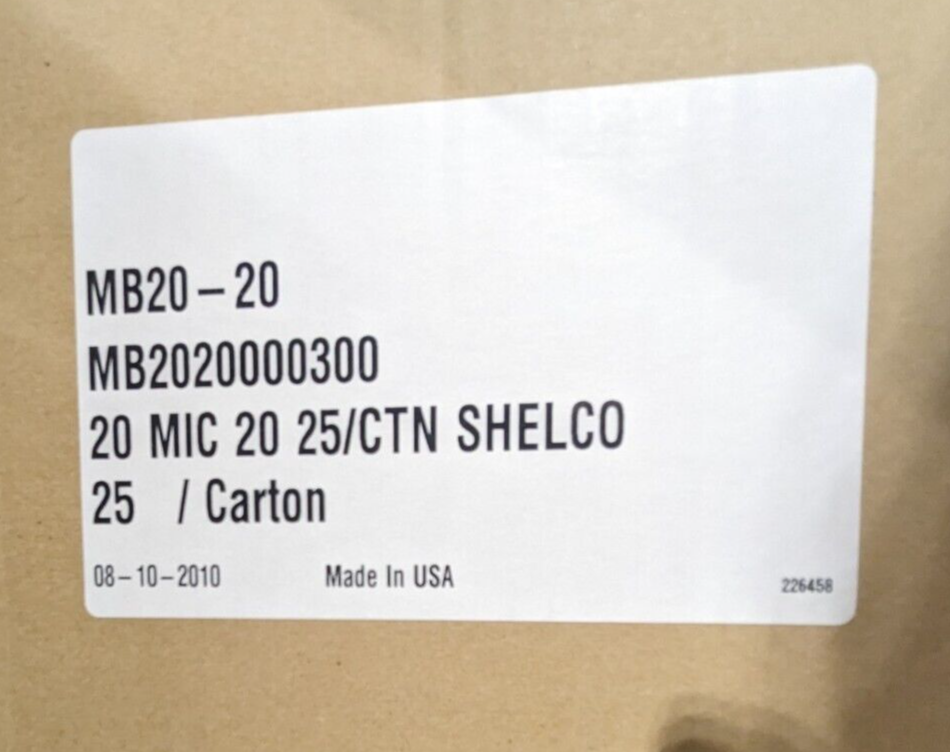 MB20-20
MB2020000300
20 MIC 20 25/CTN SHELCO
25 / Carton
08-10-2010 Made In USA 226458